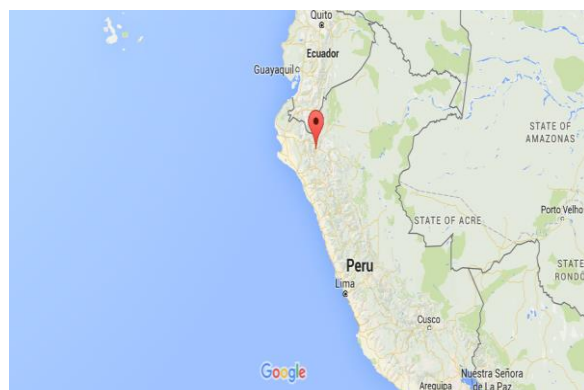 Quito
Ecuador
Guayaquil
STATE OF
AMAZONAS
Porto Velho
STATE OF ACRE
STATE
RONDÔ
Peru
Lima
Cusco
Nuestra Señora
de La Paz
Arequipa
Google